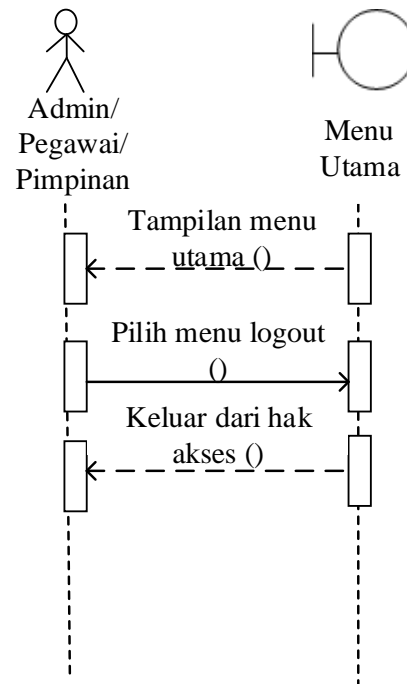 Admin/
Pegawai/
Pimpinan
Menu
Utama
Tampilan menu
utama ()
Pilih menu logout
()
Keluar dari hak
akses ()